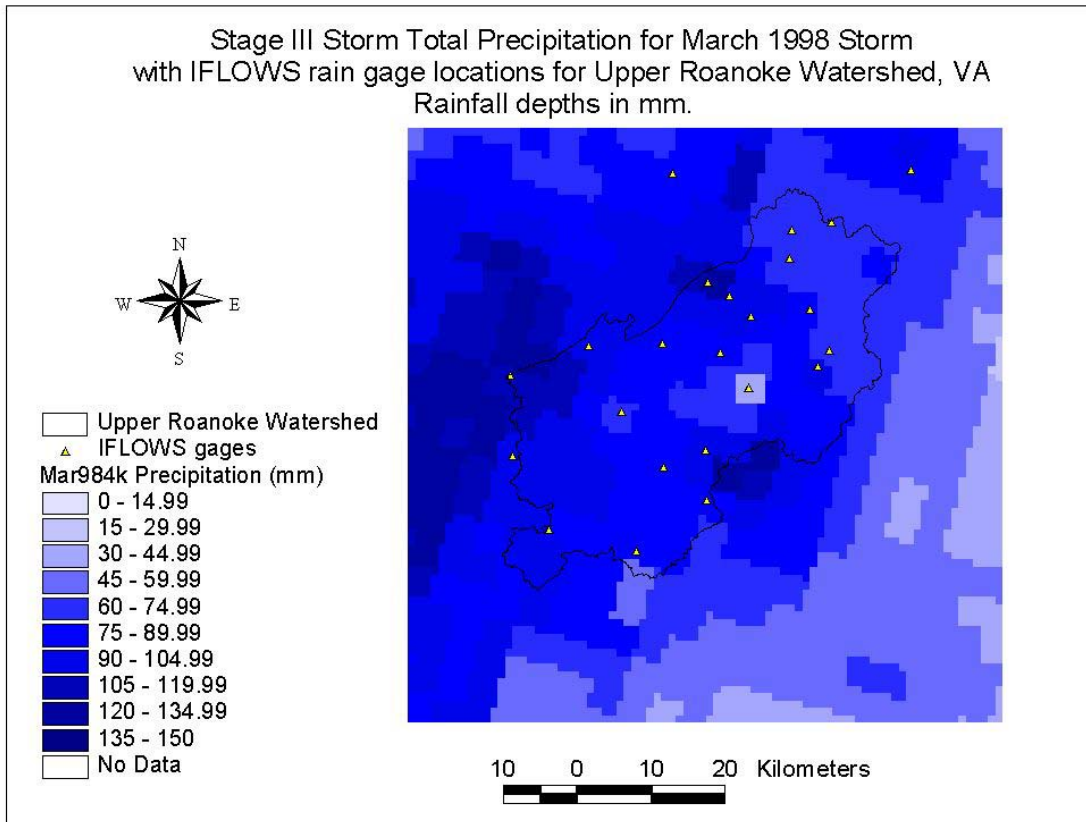 Stage III Storm Total Precipitation for March 1998 Storm
with IFLOWS rain gage locations for Upper Roanoke Watershed, VA
Rainfall depths in mm.
N
W E
S
Upper Roanoke Watershed
IFLOWS gages
Mar984k Precipitation (mm)
0 - 14.99
15 - 29.99
30 - 44.99
45 - 59.99
60 - 74.99
75 - 89.99
90 - 104.99
105 - 119.99
120 - 134.99
135 - 150
No Data
10 0 10 20 Kilometers